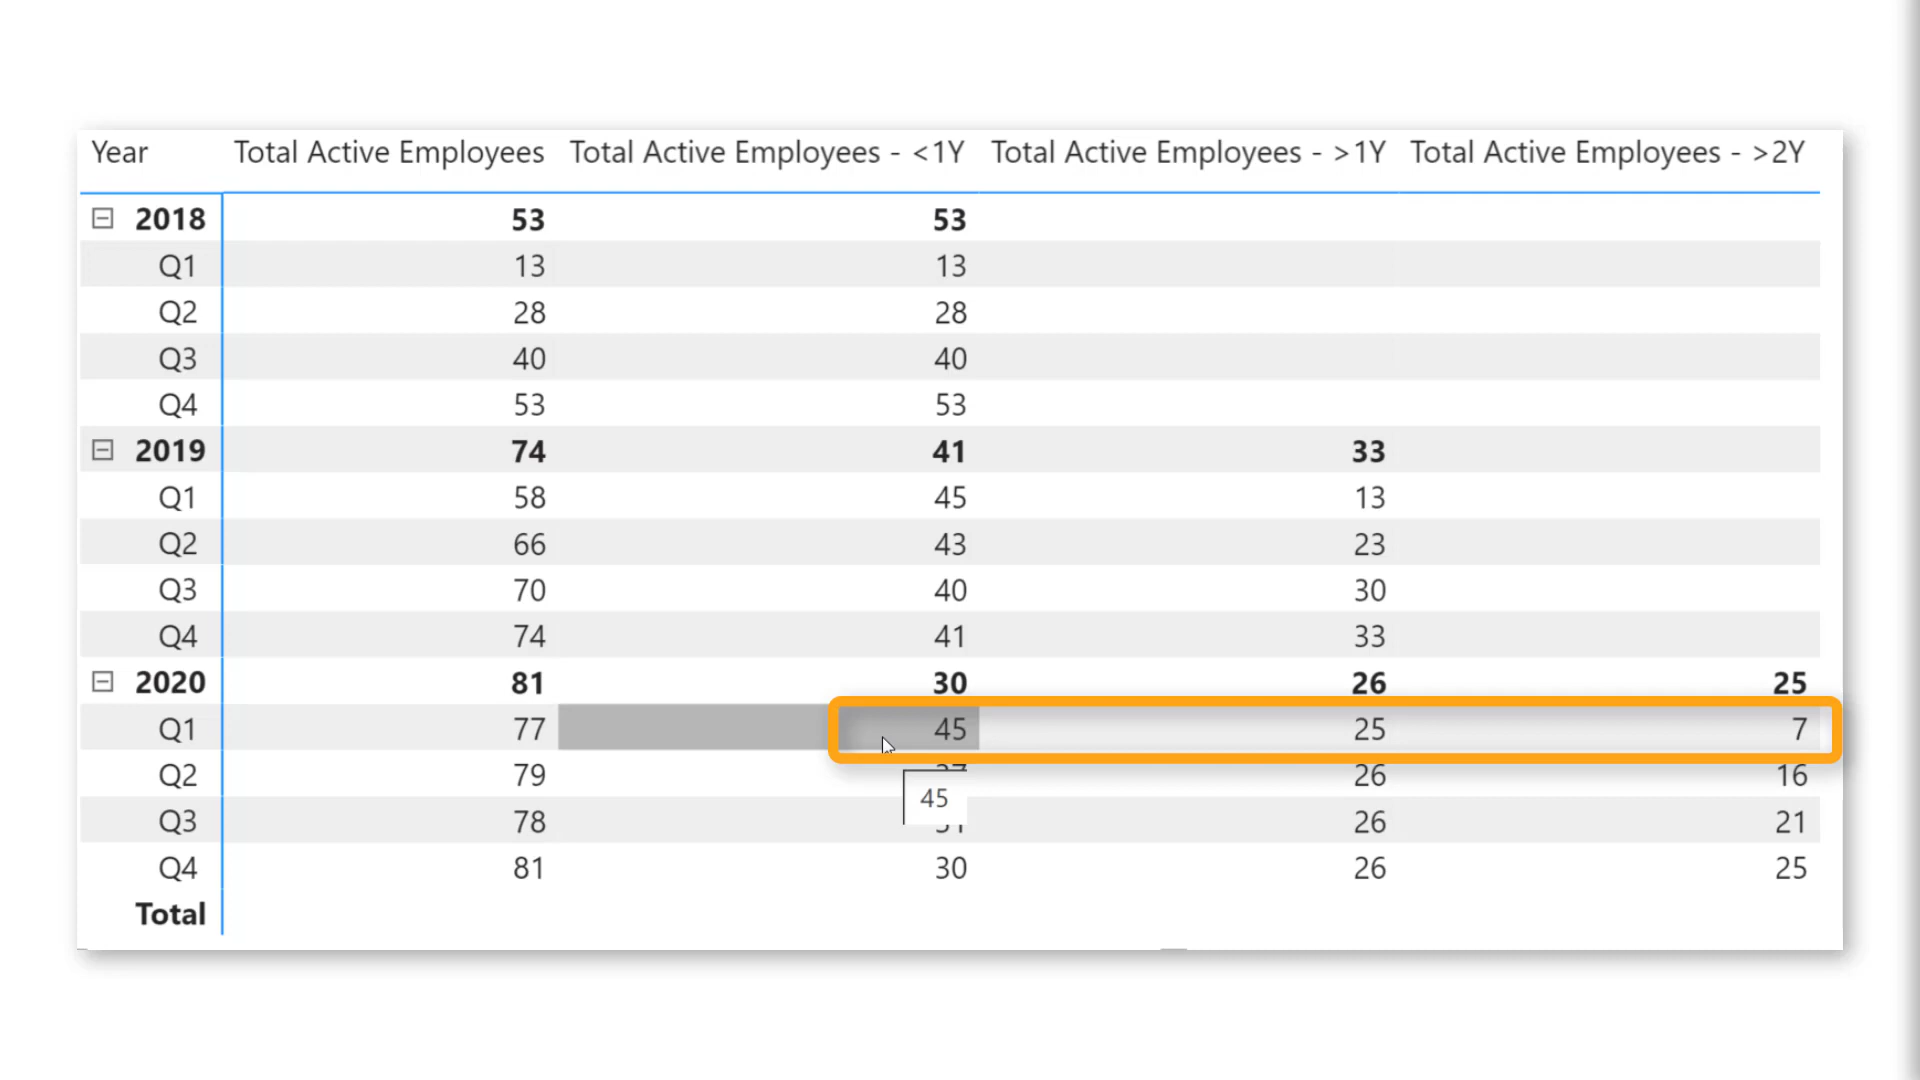 Year Total Active Employees Total Active Employees - <1Y Total Active Employees - >1Y Total Active Employees - >2Y
2018 53 53
Q1 13 13
Q2 28 28
Q3 40 40
Q4 53 53
2019 74 41 33
Q1 58 45 13
Q2 66 43 23
Q3 70 40 30
Q4 74 41 33
2020 81 30 26 25
Q1 77 45 25 7
Q2 79 26 16
45
Q3 78 26 21
Q4 81 30 26 25
Total